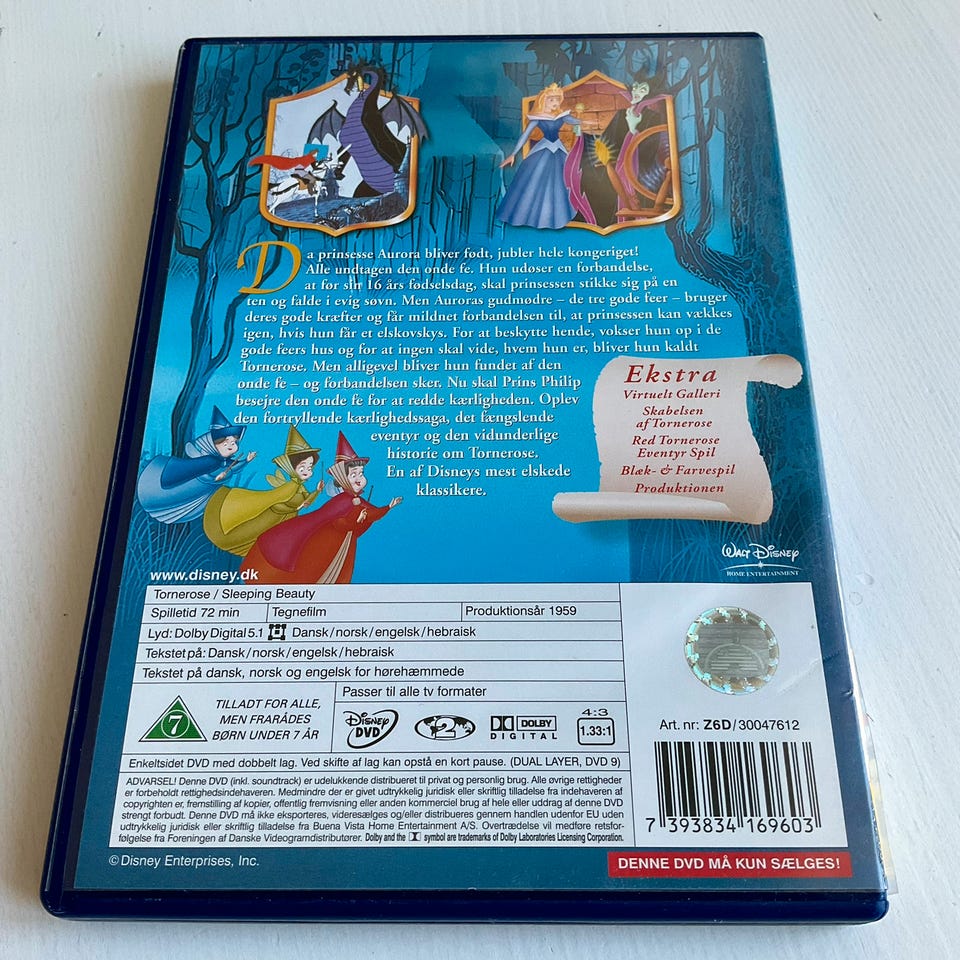 Da prinsesse Aurora bliver født, jubler hele kongeriget!
Alle undtagen den onde fe. Hun udøser en forbandelse,
at før sin 16 års fødselsdag, skal prinsessen stikke sig på en
ten og falde i evig søvn. Men Auroras gudmødre – de tre gode feer – bruger
deres gode kræfter og får mildnet forbandelsen til, at prinsessen kan vækkes
igen, hvis hun får et elskovskys. For at beskytte hende, vokser hun op i de
gode feers hus og for at ingen skal vide, hvem hun er, bliver hun kaldt
Tornerose. Men alligevel bliver hun fundet af den
onde fe – og forbandelsen sker. Nu skal Prins Philip
besejre den onde fe for at redde kærligheden. Oplev
den fortryllende kærlighedssaga, det fængslende
eventyr og den vidunderlige
historie om Tornerose.
En af Disneys mest elskede
klassikere.
Ekstra
Virtuelt Galleri
Skabelsen
af Tornerose
Red Tornerose
Eventyr Spil
Blæk- & Farvespil
Produktionen
WALT DISNEY
HOME ENTERTAINMENT
www.disney.dk
Tornerose / Sleeping Beauty
Spilletid 72 min Tegnefilm Produktionsår 1959
Lyd: Dolby Digital 5.1 Dansk/norsk/engelsk/hebraisk
Tekstet på: Dansk/norsk/engelsk/hebraisk
Tekstet på dansk, norsk og engelsk for hørehæmmede
7
TILLADT FOR ALLE,
MEN FRARÅDES
BØRN UNDER 7 ÅR
Passer til alle tv formater
Disney
DVD
2
DOLBY
DIGITAL
4:3
1.33:1
Enkeltsidet DVD med dobbelt lag. Ved skifte af lag kan opstå en kort pause. (DUAL LAYER, DVD 9)
ADVARSEL! Denne DVD (inkl. soundtrack) er udelukkende distribueret til privat og personlig brug. Alle øvrige rettigheder
er forbeholdt rettighedsindehaveren. Medmindre der er givet udtrykkelig juridisk eller skriftlig tilladelse fra indehaveren af
copyrighten er, fremstilling af kopier, offentlig fremvisning eller anden kommerciel brug af hele eller uddrag af denne DVD
strengt forbudt. Denne DVD må ikke eksporteres, videresælges og/eller distribueres gennem handlen udenfor EU uden
udtrykkelig juridisk eller skriftlig tilladelse fra Buena Vista Home Entertainment A/S. Overtrædelse vil medføre retsfor-
følgelse fra Foreningen af Danske Videogramdistributører. Dolby and the symbol are trademarks of Dolby Laboratories Licensing Corporation.
Art. nr: Z6D/30047612
7 393834 169603
© Disney Enterprises, Inc.
DENNE DVD MÅ KUN SÆLGES!